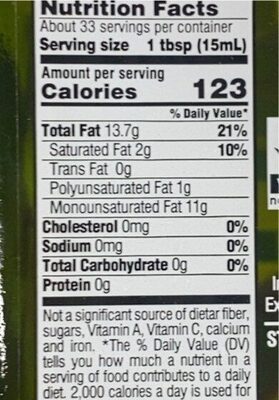 Nutrition Facts
About 33 servings per container
Serving size 1 tbsp (15mL)
Amount per serving
Calories 123
% Daily Value*
Total Fat 13.7g 21%
Saturated Fat 2g 10%
Trans Fat 0g
Polyunsaturated Fat 1g
Monounsaturated Fat 11g
Cholesterol 0mg 0%
Sodium 0mg 0%
Total Carbohydrate 0g 0%
Protein 0g
Not a significant source of dietar fiber,
sugars, Vitamin A, Vitamin C, calcium
and iron. *The % Daily Value (DV)
tells you how much a nutrient in a
serving of food contributes to a daily
diet. 2,000 calories a day is used for